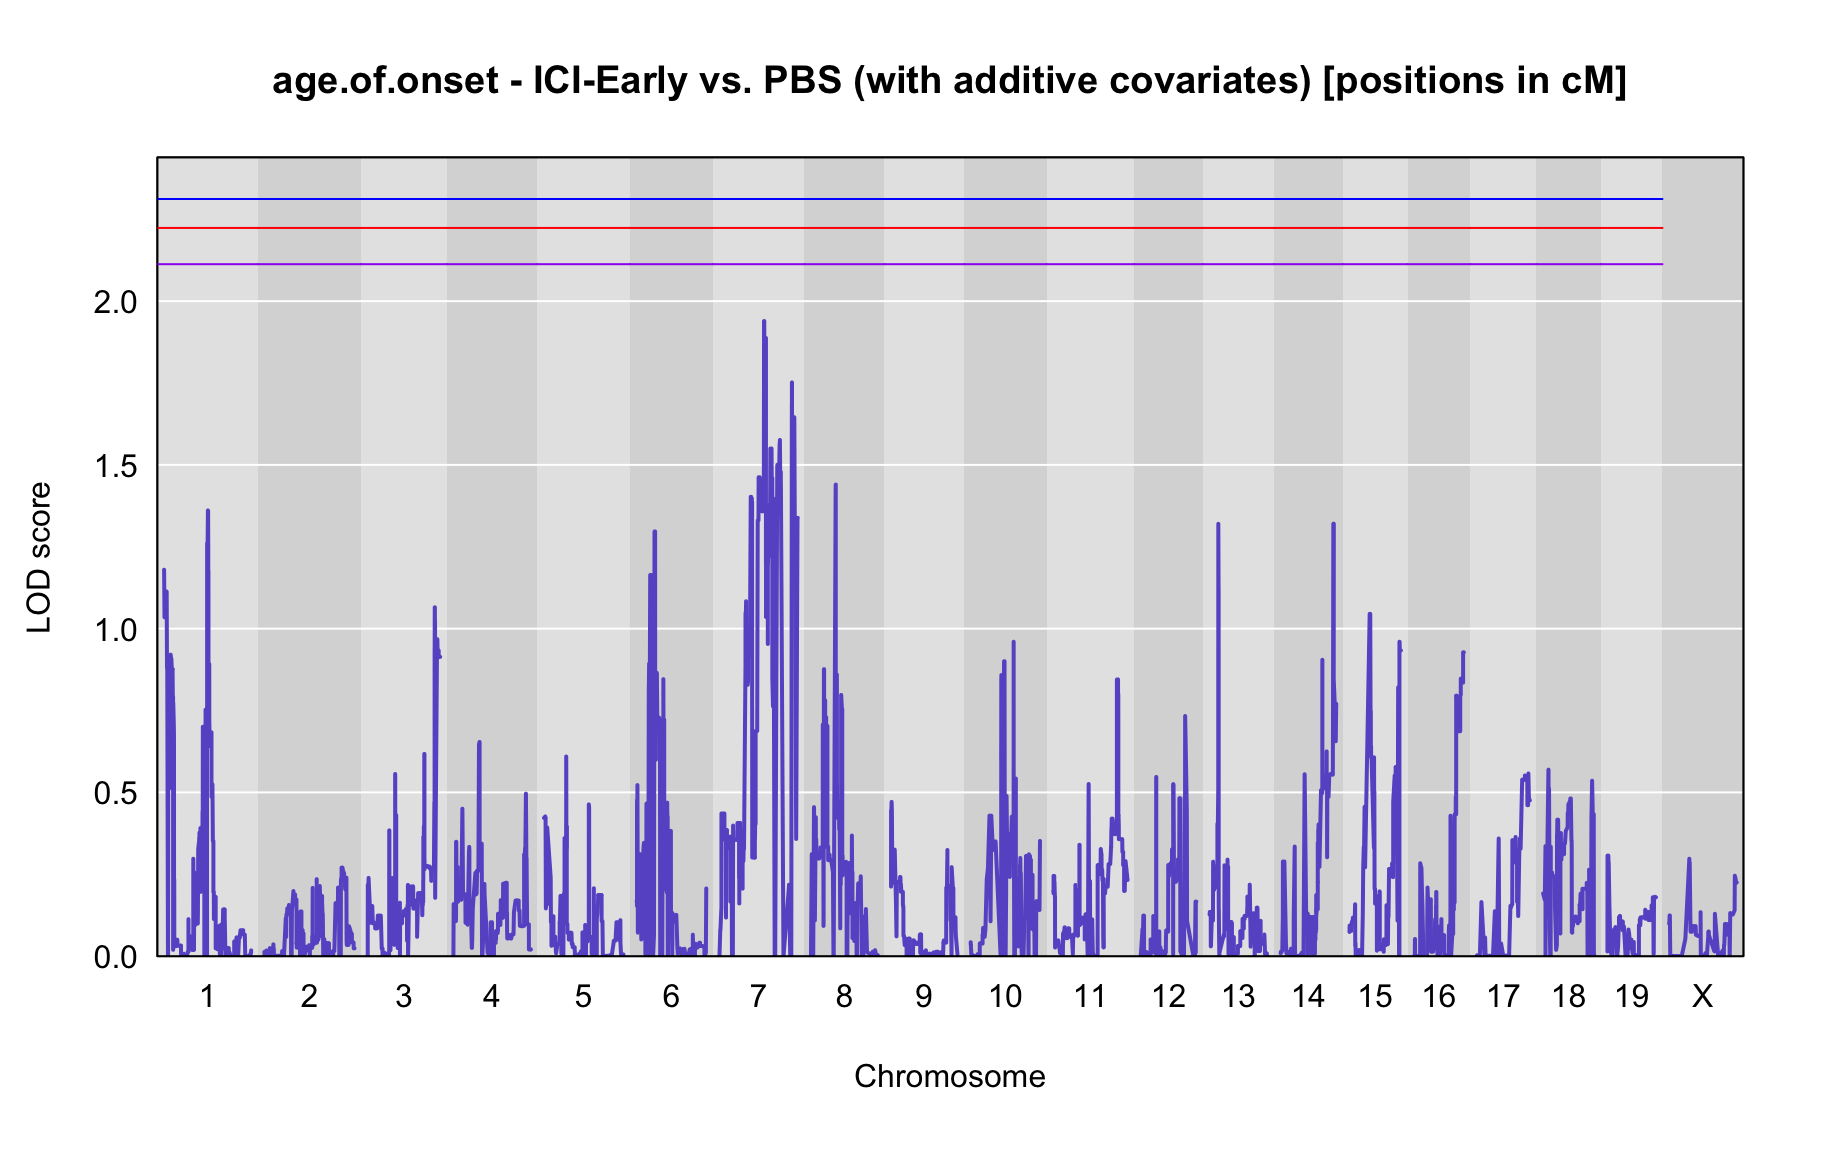 age.of.onset - ICI-Early vs. PBS (with additive covariates) [positions in cM]
LOD score
2.0
1.5
1.0
0.5
0.0
1 2 3 4 5 6 7 8 9 10 11 12 13 14 15 16 17 18 19 X
Chromosome